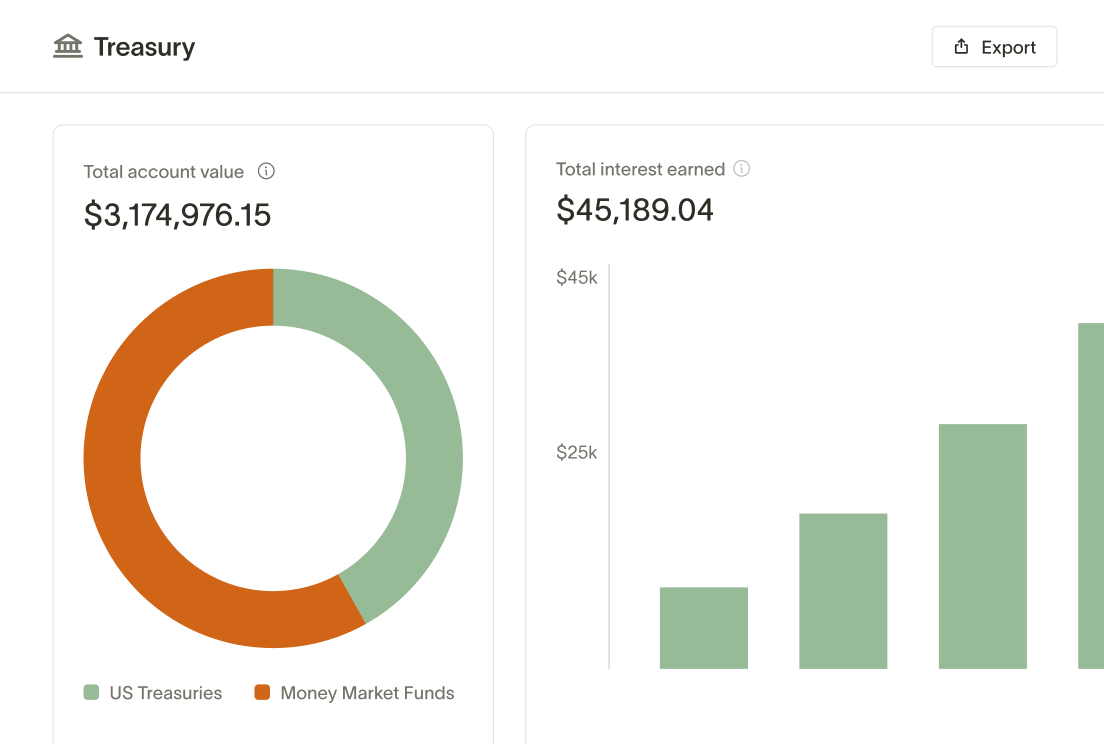 Treasury
Export
Total account value
$3,174,976.15
US Treasuries
Money Market Funds
Total interest earned
$45,189.04
$45k
$25k